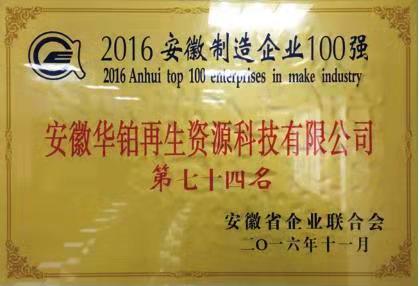 2016 安徽制造企业100强
2016 Anhui top 100 enterprises in make industry
安徽华铂再生资源科技有限公司
第七十四名
安徽省企业联合会
二〇一六年十一月